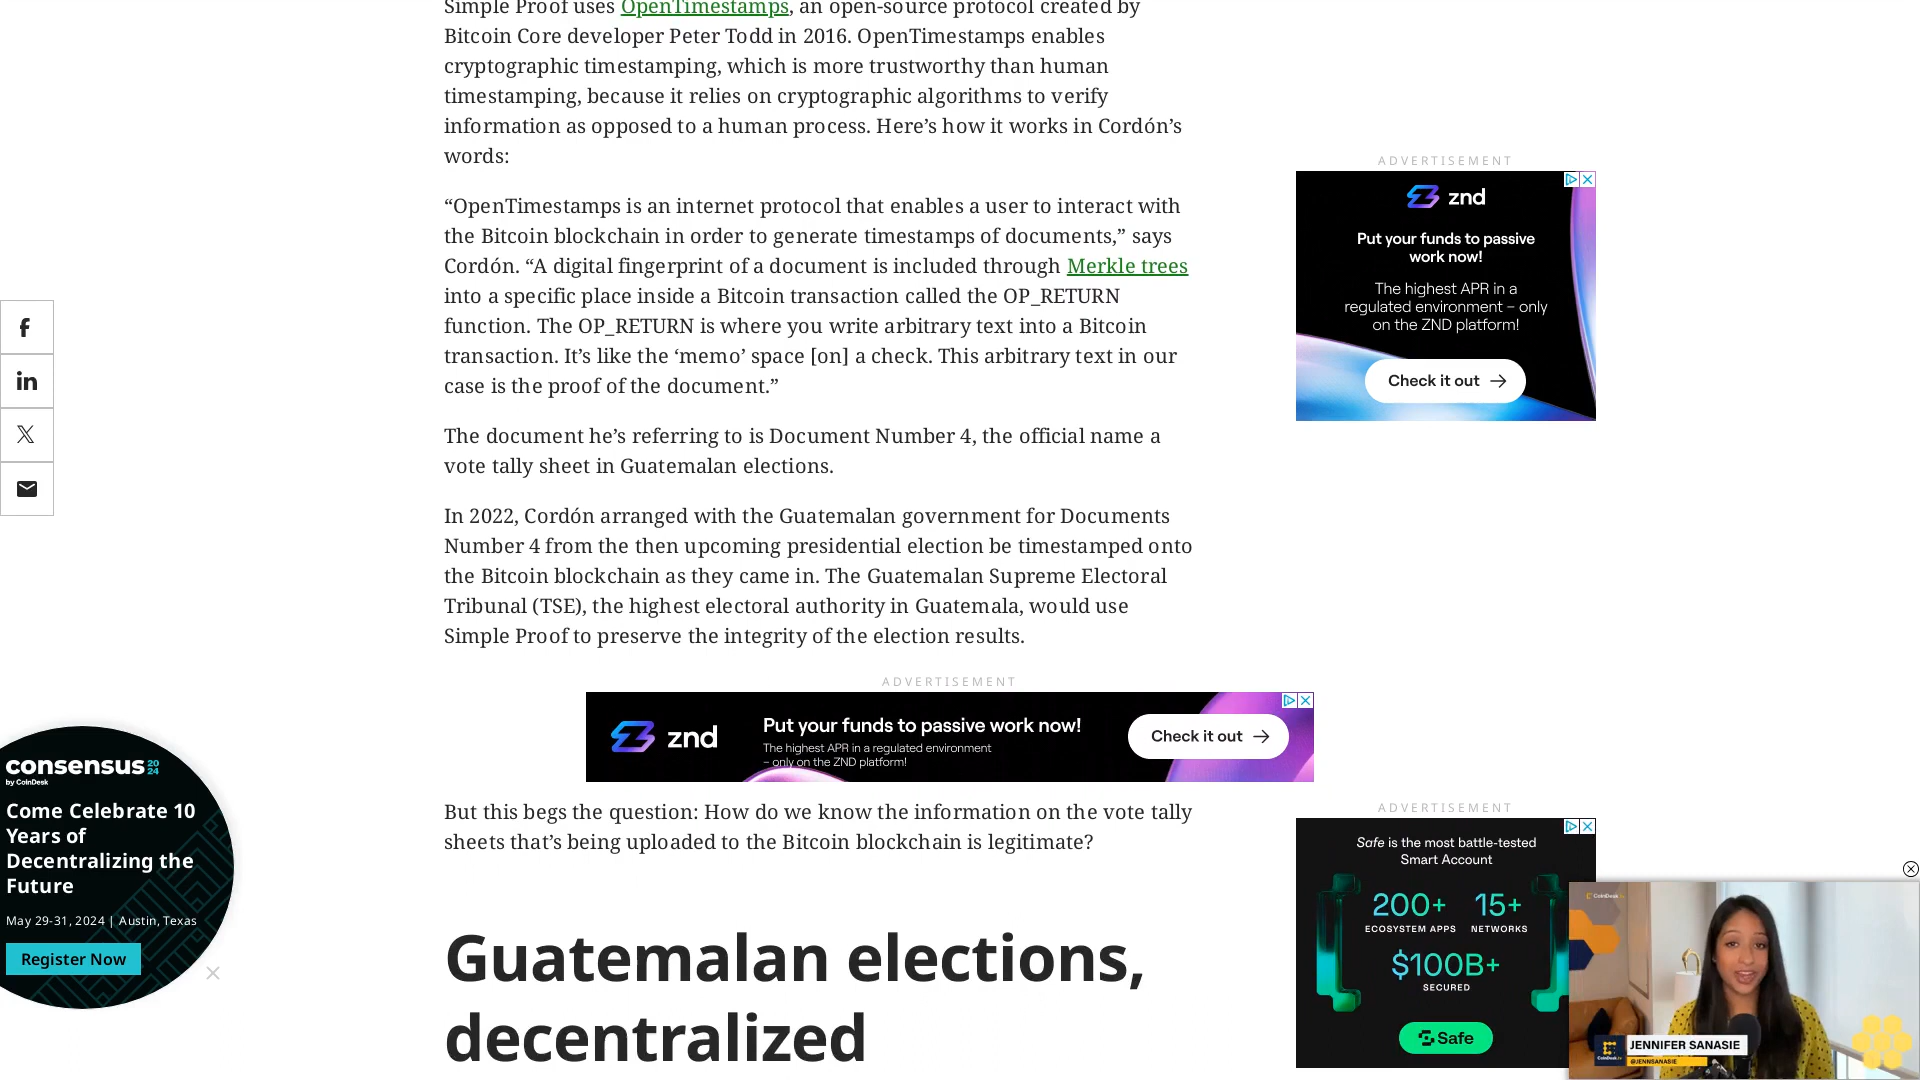 Simple Proof uses OpenTimestamps, an open-source protocol created by
Bitcoin Core developer Peter Todd in 2016. OpenTimestamps enables
cryptographic timestamping, which is more trustworthy than human
timestamping, because it relies on cryptographic algorithms to verify
information as opposed to a human process. Here’s how it works in Cordón’s
words:
“OpenTimestamps is an internet protocol that enables a user to interact with
the Bitcoin blockchain in order to generate timestamps of documents,” says
Cordón. “A digital fingerprint of a document is included through Merkle trees
into a specific place inside a Bitcoin transaction called the OP_RETURN
function. The OP_RETURN is where you write arbitrary text into a Bitcoin
transaction. It’s like the ‘memo’ space [on] a check. This arbitrary text in our
case is the proof of the document.”
The document he’s referring to is Document Number 4, the official name a
vote tally sheet in Guatemalan elections.
In 2022, Cordón arranged with the Guatemalan government for Documents
Number 4 from the then upcoming presidential election be timestamped onto
the Bitcoin blockchain as they came in. The Guatemalan Supreme Electoral
Tribunal (TSE), the highest electoral authority in Guatemala, would use
Simple Proof to preserve the integrity of the election results.
ADVERTISEMENT
znd
Put your funds to passive work now!
The highest APR in a regulated environment
– only on the ZND platform!
Check it out
But this begs the question: How do we know the information on the vote tally
sheets that’s being uploaded to the Bitcoin blockchain is legitimate?
Guatemalan elections,
decentralized
ADVERTISEMENT
znd
Put your funds to passive
work now!
The highest APR in a
regulated environment – only
on the ZND platform!
Check it out
ADVERTISEMENT
Safe is the most battle-tested
Smart Account
200+ 15+
ECOSYSTEM APPS NETWORKS
$100B+
SECURED
Safe
consensus 20
24
by CoinDesk
Come Celebrate 10
Years of
Decentralizing the
Future
May 29-31, 2024 | Austin, Texas
Register Now
CoinDesk
JENNIFER SANASIE
@JENNSANASIE